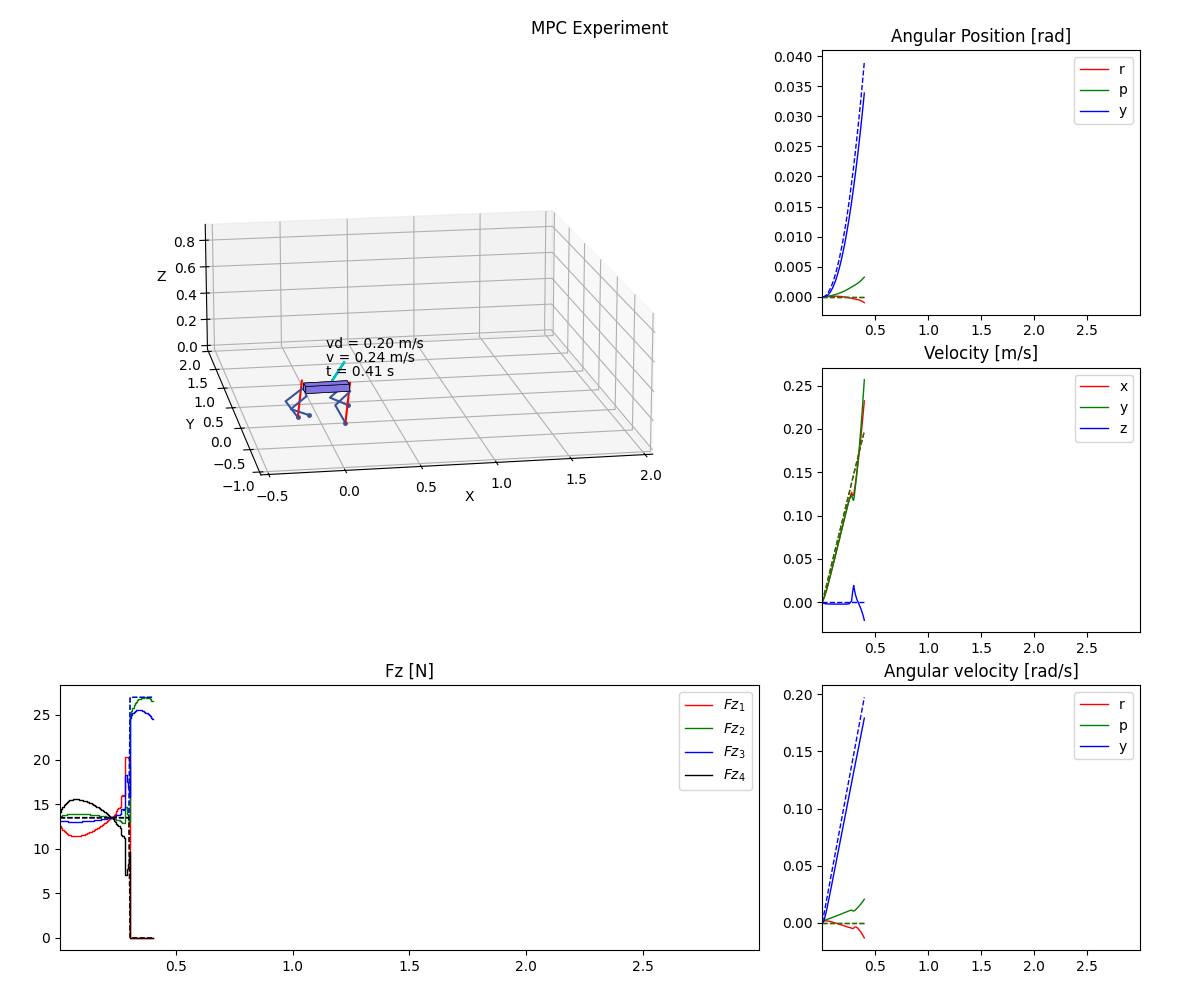 MPC Experiment
Angular Position [rad]
0.040
0.035
0.030
0.025
0.020
0.015
0.010
0.005
0.000
r
p
y
0.5 1.0 1.5 2.0 2.5
Z
0.8
0.6
0.4
0.2
0.0
vd = 0.20 m/s
v = 0.24 m/s
t = 0.41 s
Y
2.0
1.5
1.0
0.5
0.0
−0.5
−1.0
−0.5 0.0 0.5 1.0 1.5 2.0
X
Velocity [m/s]
0.25
0.20
0.15
0.10
0.05
0.00
x
y
z
0.5 1.0 1.5 2.0 2.5
Fz [N]
25
20
15
10
5
0
Fz1
Fz2
Fz3
Fz4
0.5 1.0 1.5 2.0 2.5
Angular velocity [rad/s]
0.20
0.15
0.10
0.05
0.00
r
p
y
0.5 1.0 1.5 2.0 2.5